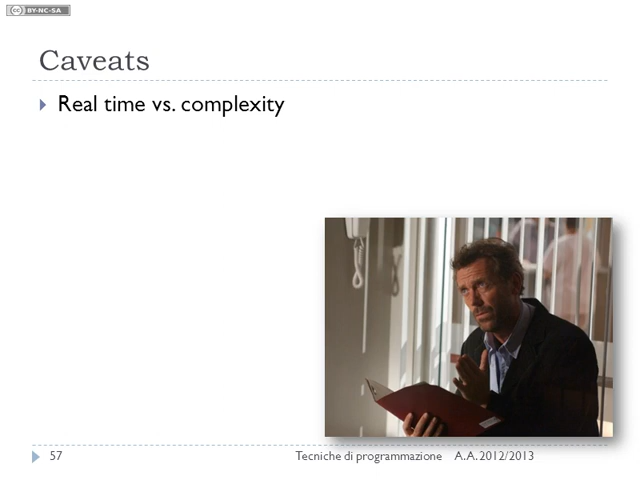 BY-NC-SA
Caveats
Real time vs. complexity
57
Tecniche di programmazione A.A. 2012/2013